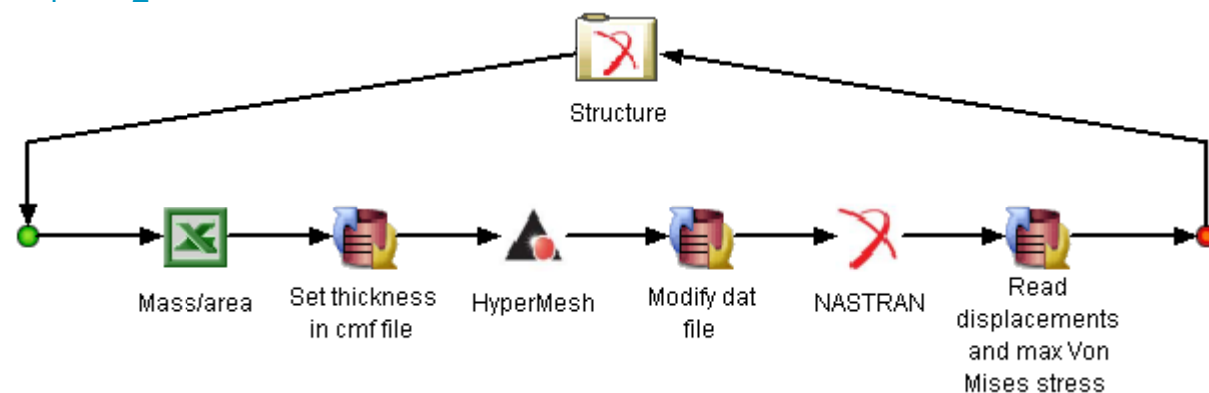 Structure
Mass/area
Set thickness
in cmf file
HyperMesh
Modify dat
file
NASTRAN
Read
displacements
and max Von
Mises stress